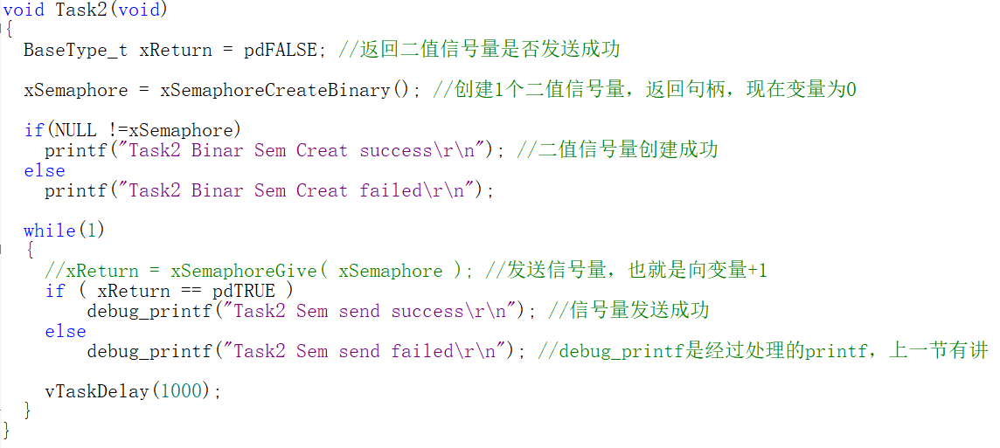 void Task2(void)
{
  BaseType_t xReturn = pdFALSE; //返回二值信号量是否发送成功
  xSemaphore = xSemaphoreCreateBinary(); //创建1个二值信号量，返回句柄，现在变量为0
  if(NULL !=xSemaphore)
    printf("Task2 Binar Sem Creat success\r\n"); //二值信号量创建成功
  else
    printf("Task2 Binar Sem Creat failed\r\n");
  while(1)
  {
    //xReturn = xSemaphoreGive( xSemaphore ); //发送信号量，也就是向变量+1
    if ( xReturn == pdTRUE )
        debug_printf("Task2 Sem send success\r\n"); //信号量发送成功
    else
        debug_printf("Task2 Sem send failed\r\n"); //debug_printf是经过处理的printf，上一节有讲
    vTaskDelay(1000);
  }
}